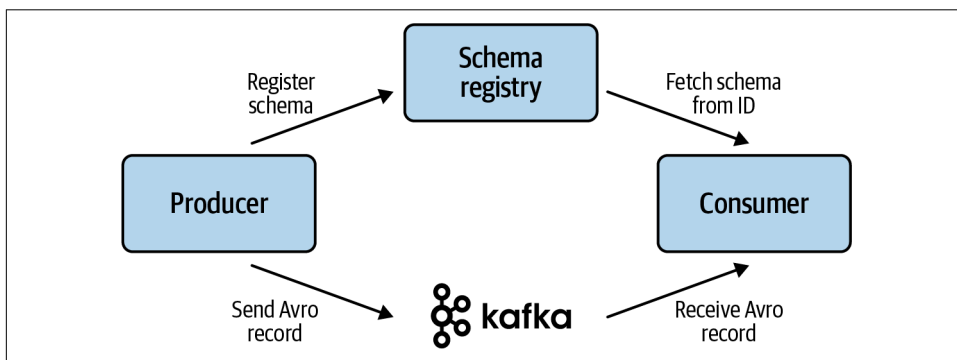 Schema
registry
Register
schema
Fetch schema
from ID
Producer
Consumer
Send Avro
record
kafka
Receive Avro
record